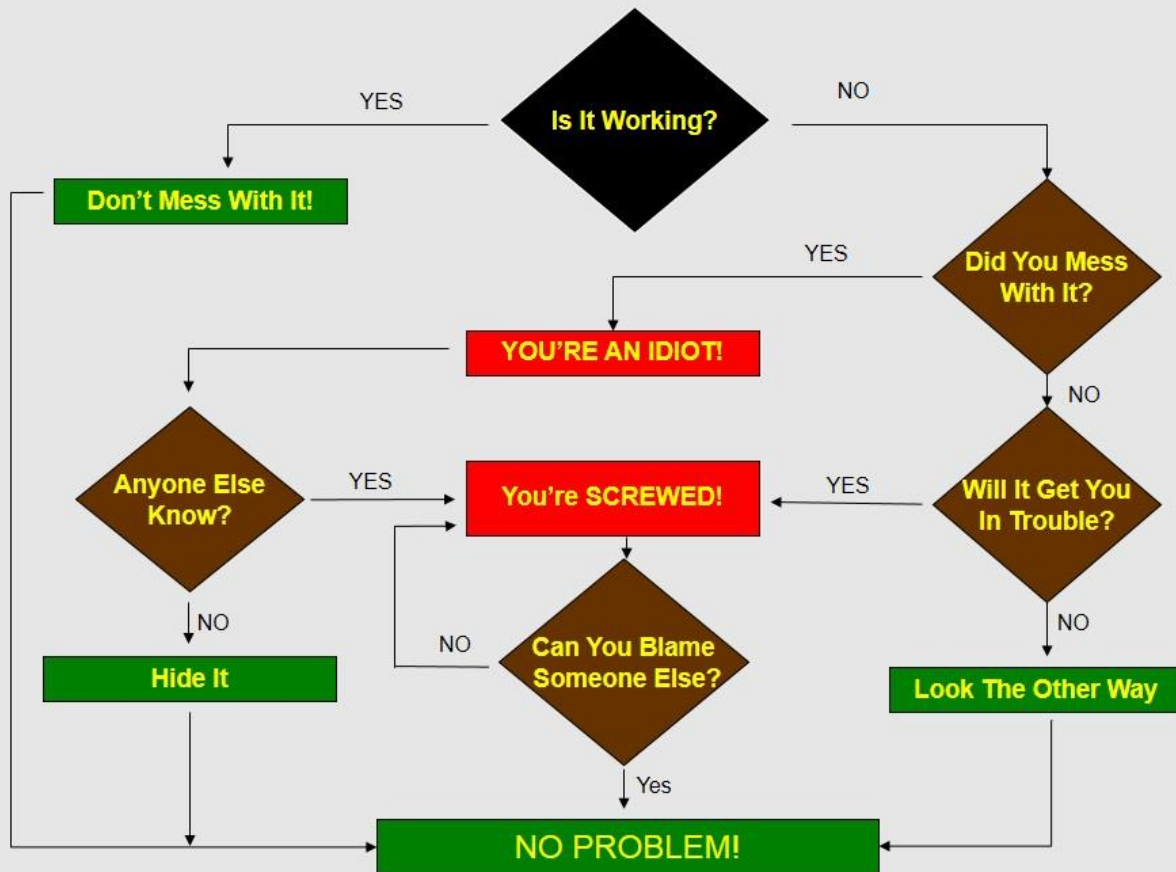 Is It Working?
YES
NO
Don't Mess With It!
Did You Mess
With It?
YES
YOU'RE AN IDIOT!
NO
Anyone Else
Know?
YES
You're SCREWED!
YES
Will It Get You
In Trouble?
NO
NO
Can You Blame
Someone Else?
NO
Hide It
Look The Other Way
Yes
NO PROBLEM!